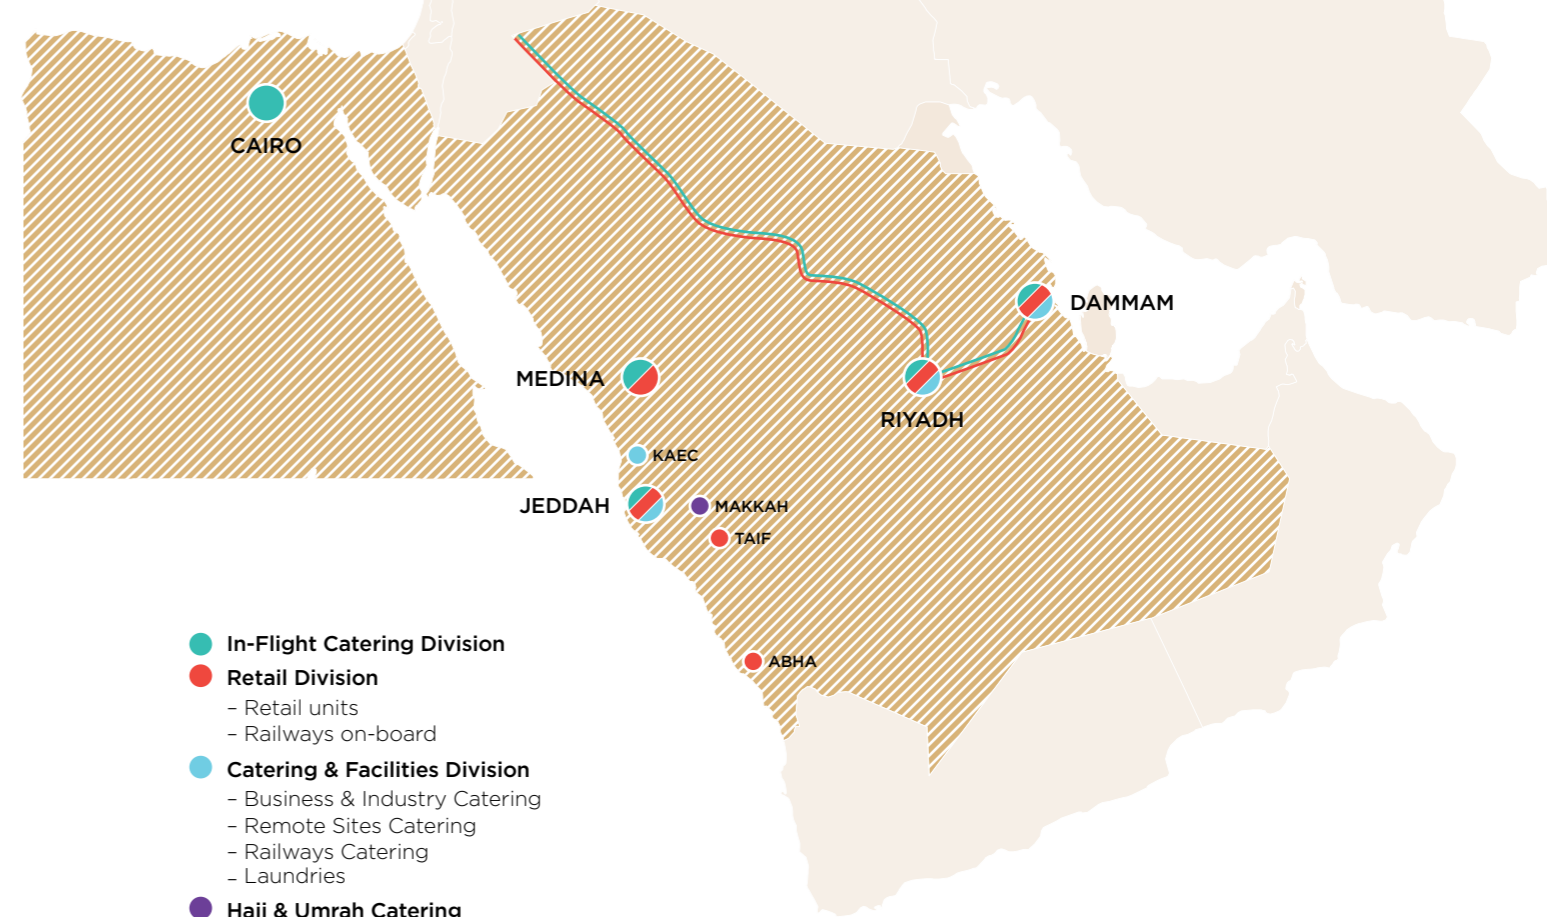 CAIRO
DAMMAM
MEDINA
RIYADH
KAEC
JEDDAH
MAKKAH
TAIF
ABHA
In-Flight Catering Division
Retail Division
– Retail units
– Railways on-board
Catering & Facilities Division
– Business & Industry Catering
– Remote Sites Catering
– Railways Catering
– Laundries
Hajj & Umrah Catering